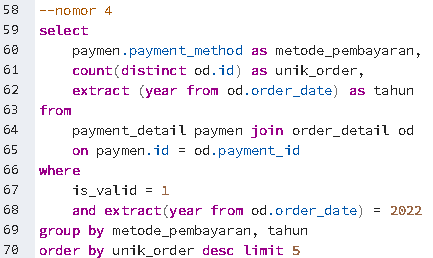 58 --nomor 4
59 select
60 paymen.payment_method as metode_pembayaran,
61 count(distinct od.id) as unik_order,
62 extract (year from od.order_date) as tahun
63 from
64 payment_detail paymen join order_detail od
65 on paymen.id = od.payment_id
66 where
67 is_valid = 1
68 and extract(year from od.order_date) = 2022
69 group by metode_pembayaran, tahun
70 order by unik_order desc limit 5